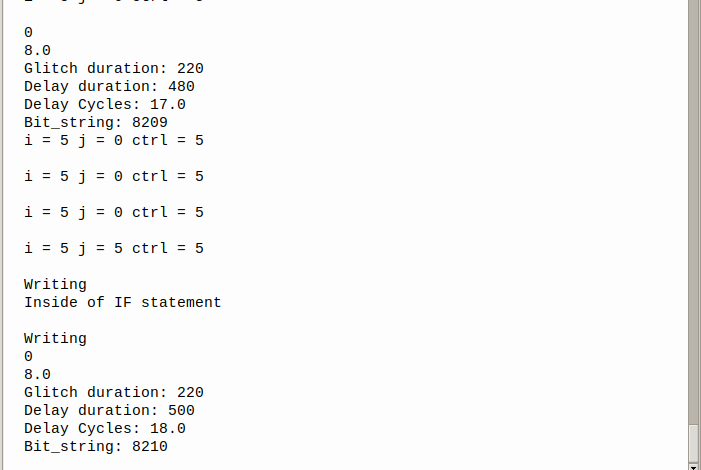 0
8.0
Glitch duration: 220
Delay duration: 480
Delay Cycles: 17.0
Bit_string: 8209
i = 5 j = 0 ctrl = 5
i = 5 j = 0 ctrl = 5
i = 5 j = 0 ctrl = 5
i = 5 j = 5 ctrl = 5
Writing
Inside of IF statement
Writing
0
8.0
Glitch duration: 220
Delay duration: 500
Delay Cycles: 18.0
Bit_string: 8210